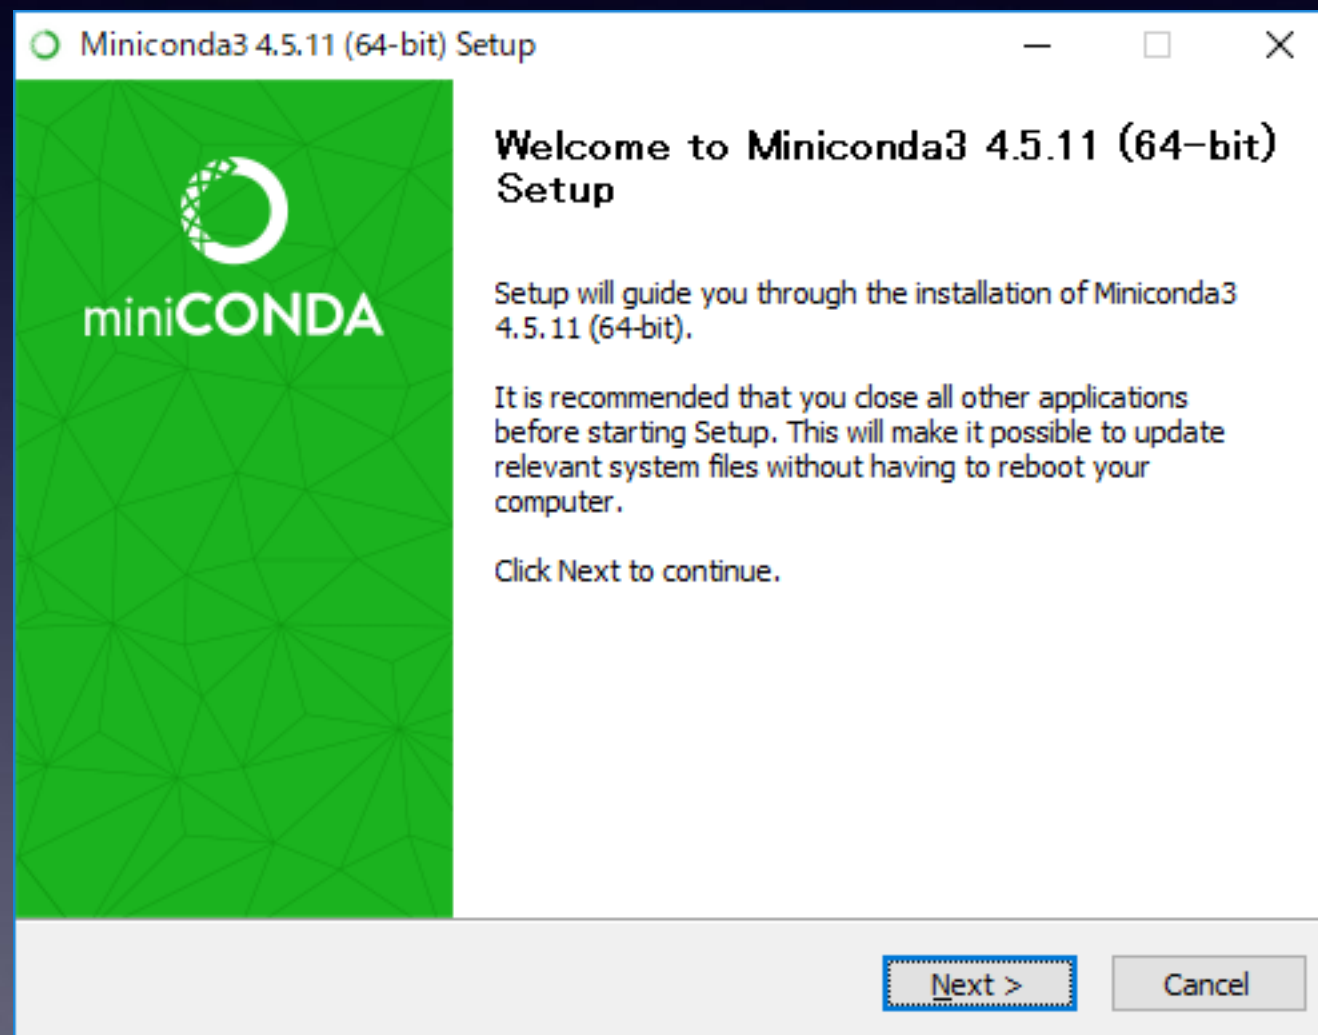 Miniconda3 4.5.11 (64-bit) Setup
miniCONDA
Welcome to Miniconda3 4.5.11 (64-bit)
Setup
Setup will guide you through the installation of Miniconda3
4.5.11 (64-bit).
It is recommended that you close all other applications
before starting Setup. This will make it possible to update
relevant system files without having to reboot your
computer.
Click Next to continue.
Next >
Cancel